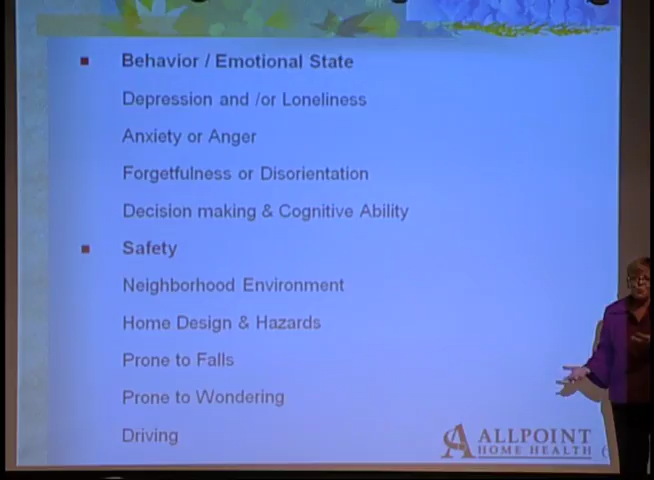 Behavior / Emotional State
Depression and /or Loneliness
Anxiety or Anger
Forgetfulness or Disorientation
Decision making & Cognitive Ability
Safety
Neighborhood Environment
Home Design & Hazards
Prone to Falls
Prone to Wondering
Driving
ALLPOINT
HOME HEALTH